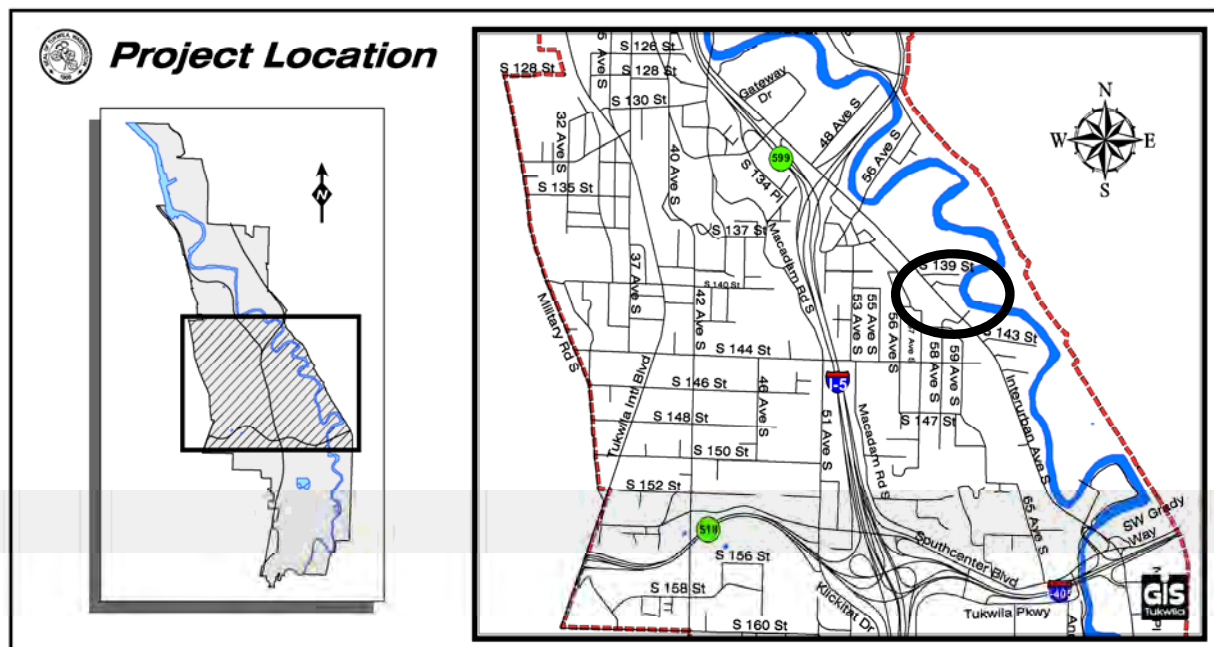 Project Location
SEAL OF TUKWILA, WASHINGTON
1908
N
S 126 St
S 128 St
S 128 St
S 130 St
Gateway
Dr
48 Ave S
56 Ave S
32 Ave S
40 Ave S
599
S 134 Pl
S 135 St
S 137 St
Macadam Rd S
37 Ave S
S 140 St
42 Ave S
S 139 St
Military Rd S
53 Ave S
55 Ave S
56 Ave S
58 Ave S
59 Ave S
S 143 St
S 144 St
Tukwila Intl Blvd
S 146 St
46 Ave S
I-5
S 148 St
51 Ave S
Macadam Rd S
S 147 St
Interurban Ave S
S 150 St
S 152 St
65 Ave S
SW Grady
Way
518
S 156 St
Southcenter Blvd
S 158 St
Klickitat Dr
I-405
Tukwila Pkwy
S 160 St
N
W
E
S
GIS
Tukwila